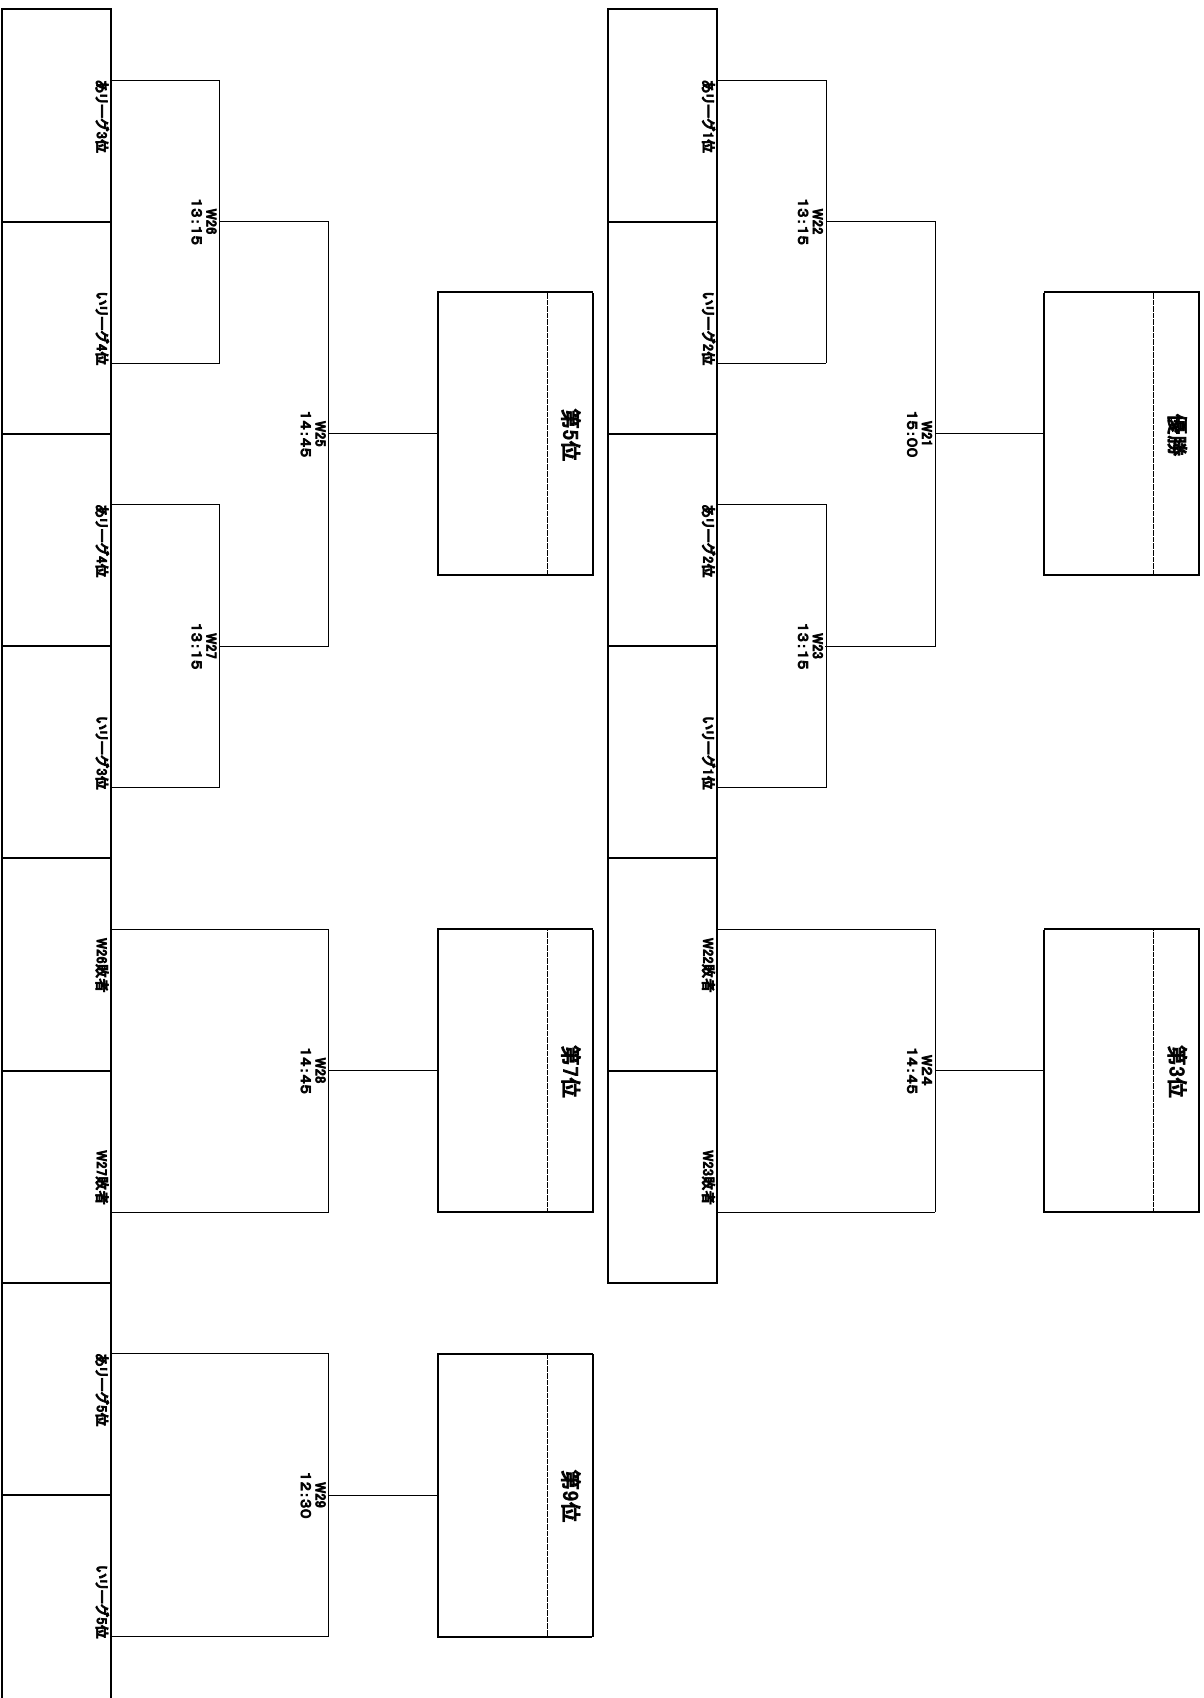 優勝
第3位
W21
15:00
W24
14:45
W22
13:15
W23
13:15
あリーグ1位
いリーグ2位
あリーグ2位
いリーグ1位
W22敗者
W23敗者
第5位
第7位
第9位
W25
14:45
W28
14:45
W29
12:30
W26
13:15
W27
13:15
あリーグ3位
いリーグ4位
あリーグ4位
いリーグ3位
W26敗者
W27敗者
あリーグ5位
いリーグ5位